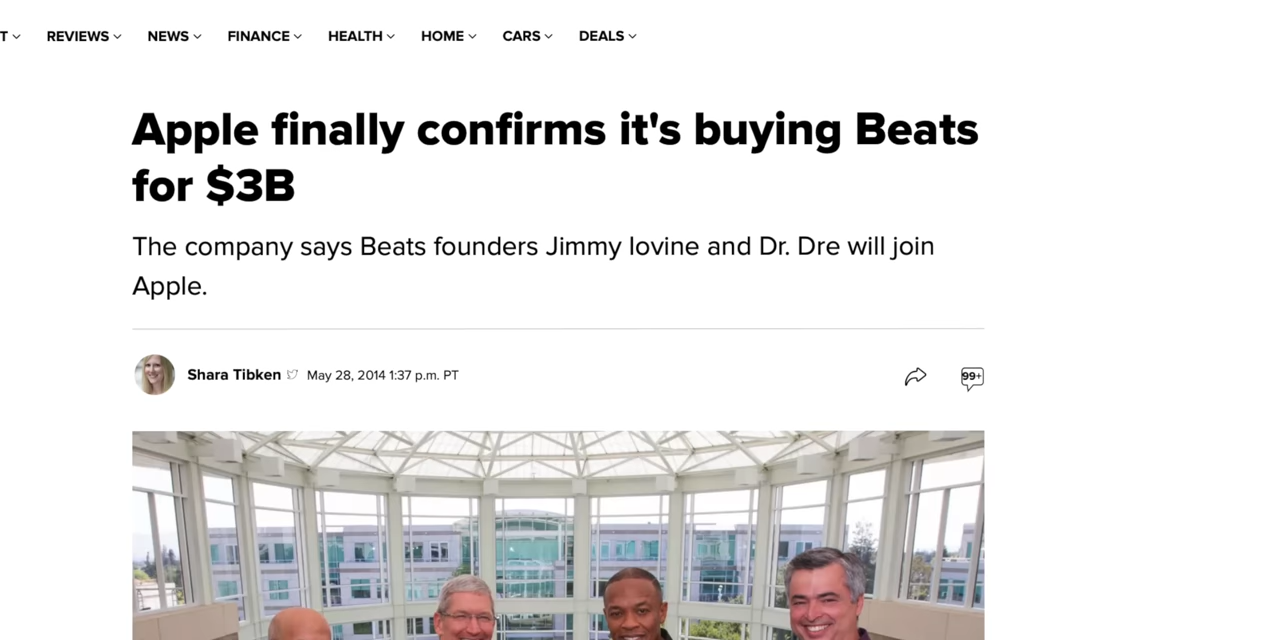 T REVIEWS NEWS FINANCE HEALTH HOME CARS DEALS
Apple finally confirms it's buying Beats
for $3B
The company says Beats founders Jimmy Iovine and Dr. Dre will join
Apple.
Shara Tibken May 28, 2014 1:37 p.m. PT
99+